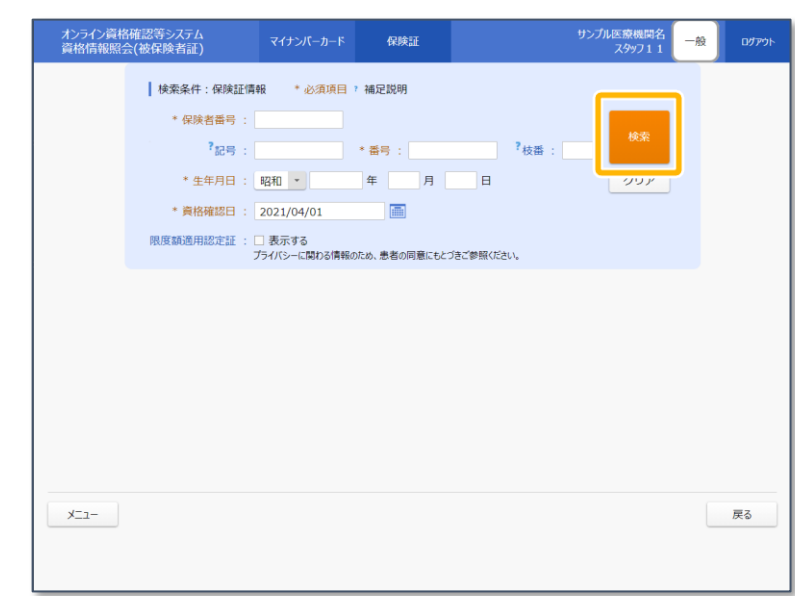 オンライン資格確認等システム
資格情報照会(被保険者証)
マイナンバーカード
保険証
サンプル医療機関名
スタッフ11
一般
ログアウト
検索条件:保険証情報 * 必須項目 ? 補足説明
* 保険者番号 :
?記号 : * 番号 : ?枝番 :
検索
* 生年月日 : 昭和 年 月 日
クリア
* 資格確認日 : 2021/04/01
限度額適用認定証 : 表示する
プライバシーに関わる情報のため、患者の同意にもとづきご参照ください。
メニュー
戻る